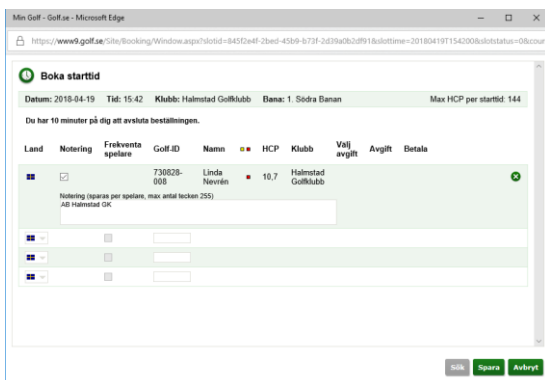 Min Golf - Golf.se - Microsoft Edge
https://www9.golf.se/Site/Booking/Window.aspx?slotid=845f2e4f-2bed-45b9-b73f-2d39a0b2df91&slottime=20180419T154200&slotstatus=0&cour
Boka starttid
Datum: 2018-04-19 Tid: 15:42 Klubb: Halmstad Golfklubb Bana: 1. Södra Banan Max HCP per starttid: 144
Du har 10 minuter på dig att avsluta beställningen.
Land Notering Frekventa spelare Golf-ID Namn HCP Klubb Välj avgift Avgift Betala
730828-008 Linda Nevrén 10,7 Halmstad Golfklubb
Notering (sparas per spelare, max antal tecken 255)
AB Halmstad GK
Sök Spara Avbryt